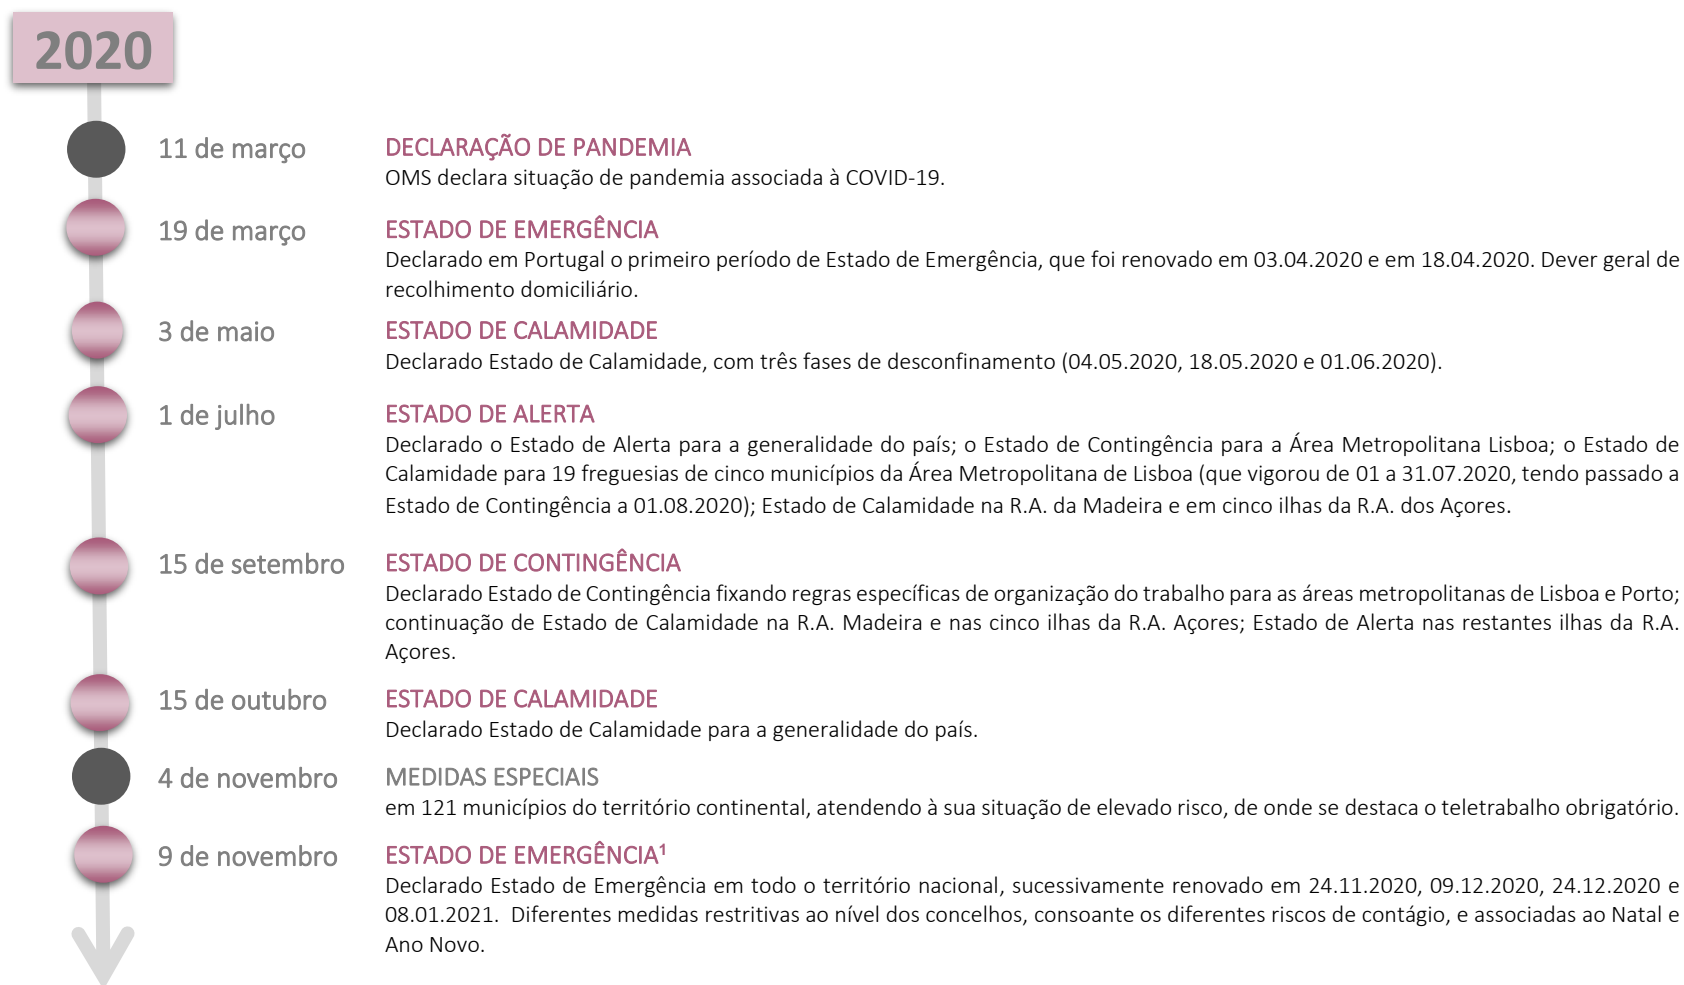 2020
11 de março
DECLARAÇÃO DE PANDEMIA
OMS declara situação de pandemia associada à COVID-19.
19 de março
ESTADO DE EMERGÊNCIA
Declarado em Portugal o primeiro período de Estado de Emergência, que foi renovado em 03.04.2020 e em 18.04.2020. Dever geral de
recolhimento domiciliário.
3 de maio
ESTADO DE CALAMIDADE
Declarado Estado de Calamidade, com três fases de desconfinamento (04.05.2020, 18.05.2020 e 01.06.2020).
1 de julho
ESTADO DE ALERTA
Declarado o Estado de Alerta para a generalidade do país; o Estado de Contingência para a Área Metropolitana Lisboa; o Estado de
Calamidade para 19 freguesias de cinco municípios da Área Metropolitana de Lisboa (que vigorou de 01 a 31.07.2020, tendo passado a
Estado de Contingência a 01.08.2020); Estado de Calamidade na R.A. da Madeira e em cinco ilhas da R.A. dos Açores.
15 de setembro
ESTADO DE CONTINGÊNCIA
Declarado Estado de Contingência fixando regras específicas de organização do trabalho para as áreas metropolitanas de Lisboa e Porto;
continuação de Estado de Calamidade na R.A. Madeira e nas cinco ilhas da R.A. Açores; Estado de Alerta nas restantes ilhas da R.A.
Açores.
15 de outubro
ESTADO DE CALAMIDADE
Declarado Estado de Calamidade para a generalidade do país.
4 de novembro
MEDIDAS ESPECIAIS
em 121 municípios do território continental, atendendo à sua situação de elevado risco, de onde se destaca o teletrabalho obrigatório.
9 de novembro
ESTADO DE EMERGÊNCIA¹
Declarado Estado de Emergência em todo o território nacional, sucessivamente renovado em 24.11.2020, 09.12.2020, 24.12.2020 e
08.01.2021. Diferentes medidas restritivas ao nível dos concelhos, consoante os diferentes riscos de contágio, e associadas ao Natal e
Ano Novo.